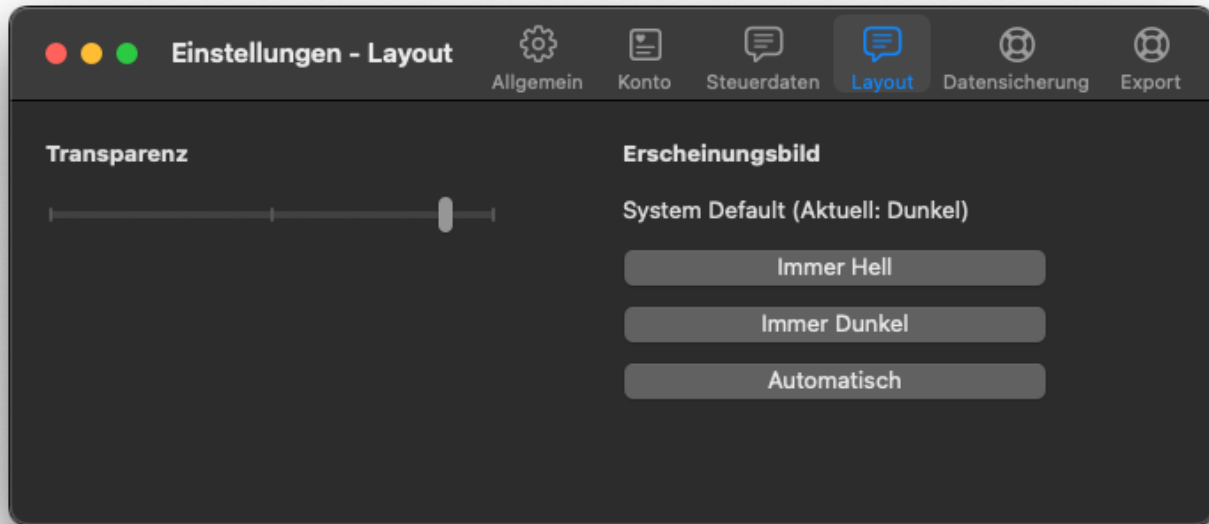 Einstellungen - Layout
Allgemein
Konto
Steuerdaten
Layout
Datensicherung
Export
Transparenz
Erscheinungsbild
System Default (Aktuell: Dunkel)
Immer Hell
Immer Dunkel
Automatisch